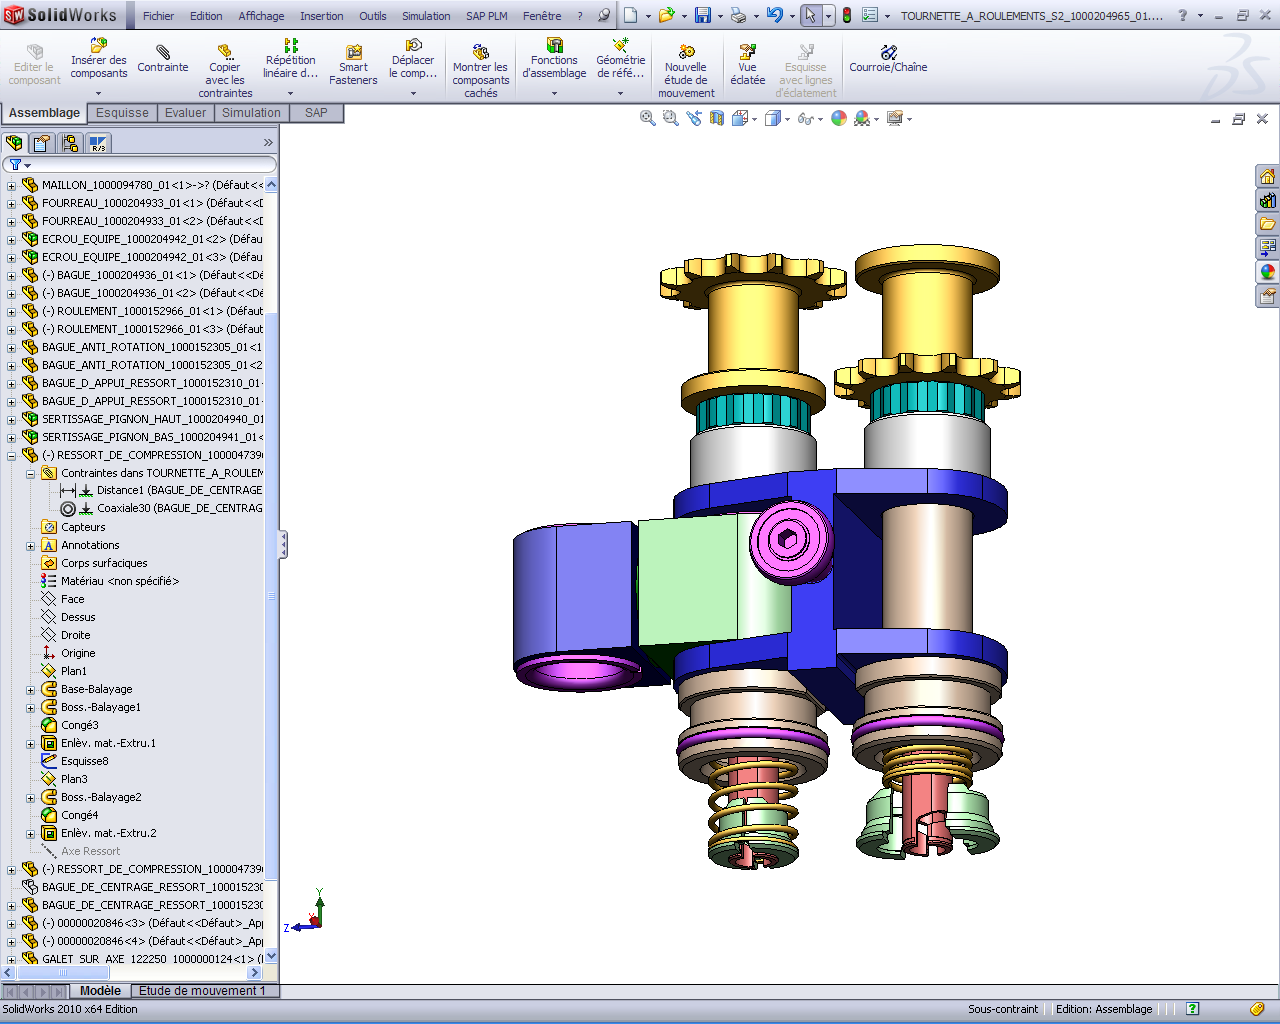 SolidWorks Fichier Edition Affichage Insertion Outils Simulation SAP PLM Fenêtre ? TOURNETTE_A_ROULEMENTS_S2_1000204965_01....
Editer le composant
Insérer des composants
Contrainte
Copier avec les contraintes
Répétition linéaire d...
Smart Fasteners
Déplacer le comp...
Montrer les composants cachés
Fonctions d'assemblage
Géométrie de réfé...
Nouvelle étude de mouvement
Vue éclatée
Esquisse avec lignes d'éclatement
Courroie/Chaîne
Assemblage Esquisse Evaluer Simulation SAP
MAILLON_1000094780_01<1>->? (Défaut<<
FOURREAU_1000204933_01<1> (Défaut<<D
FOURREAU_1000204933_01<2> (Défaut<<D
ECROU_EQUIPE_1000204942_01<2> (Défau
ECROU_EQUIPE_1000204942_01<3> (Défau
(-) BAGUE_1000204936_01<1> (Défaut<<Dé
(-) BAGUE_1000204936_01<2> (Défaut<<Dé
(-) ROULEMENT_1000152966_01<1> (Défaut
(-) ROULEMENT_1000152966_01<3> (Défaut
BAGUE_ANTI_ROTATION_1000152305_01<1
BAGUE_ANTI_ROTATION_1000152305_01<2
BAGUE_D_APPUI_RESSORT_1000152310_01
BAGUE_D_APPUI_RESSORT_1000152310_01
SERTISSAGE_PIGNON_HAUT_1000204940_01
SERTISSAGE_PIGNON_BAS_1000204941_01<
(-) RESSORT_DE_COMPRESSION_100004739
Contraintes dans TOURNETTE_A_ROULEM
Distance1 (BAGUE_DE_CENTRAGE
Coaxiale30 (BAGUE_DE_CENTRAG
Capteurs
Annotations
Corps surfaciques
Matériau <non spécifié>
Face
Dessus
Droite
Origine
Plan1
Base-Balayage
Boss.-Balayage1
Congé3
Enlèv. mat.-Extru.1
Esquisse8
Plan3
Boss.-Balayage2
Congé4
Enlèv. mat.-Extru.2
Axe Ressort
(-) RESSORT_DE_COMPRESSION_100004739
BAGUE_DE_CENTRAGE_RESSORT_100015230
BAGUE_DE_CENTRAGE_RESSORT_100015230
(-) 00000020846<3> (Défaut<<Défaut>_Ap
(-) 00000020846<4> (Défaut<<Défaut>_Ap
GALET_SUR_AXE_122250_1000000124<1> (
Y
Z
Modèle Etude de mouvement 1
SolidWorks 2010 x64 Edition Sous-contraint Edition: Assemblage